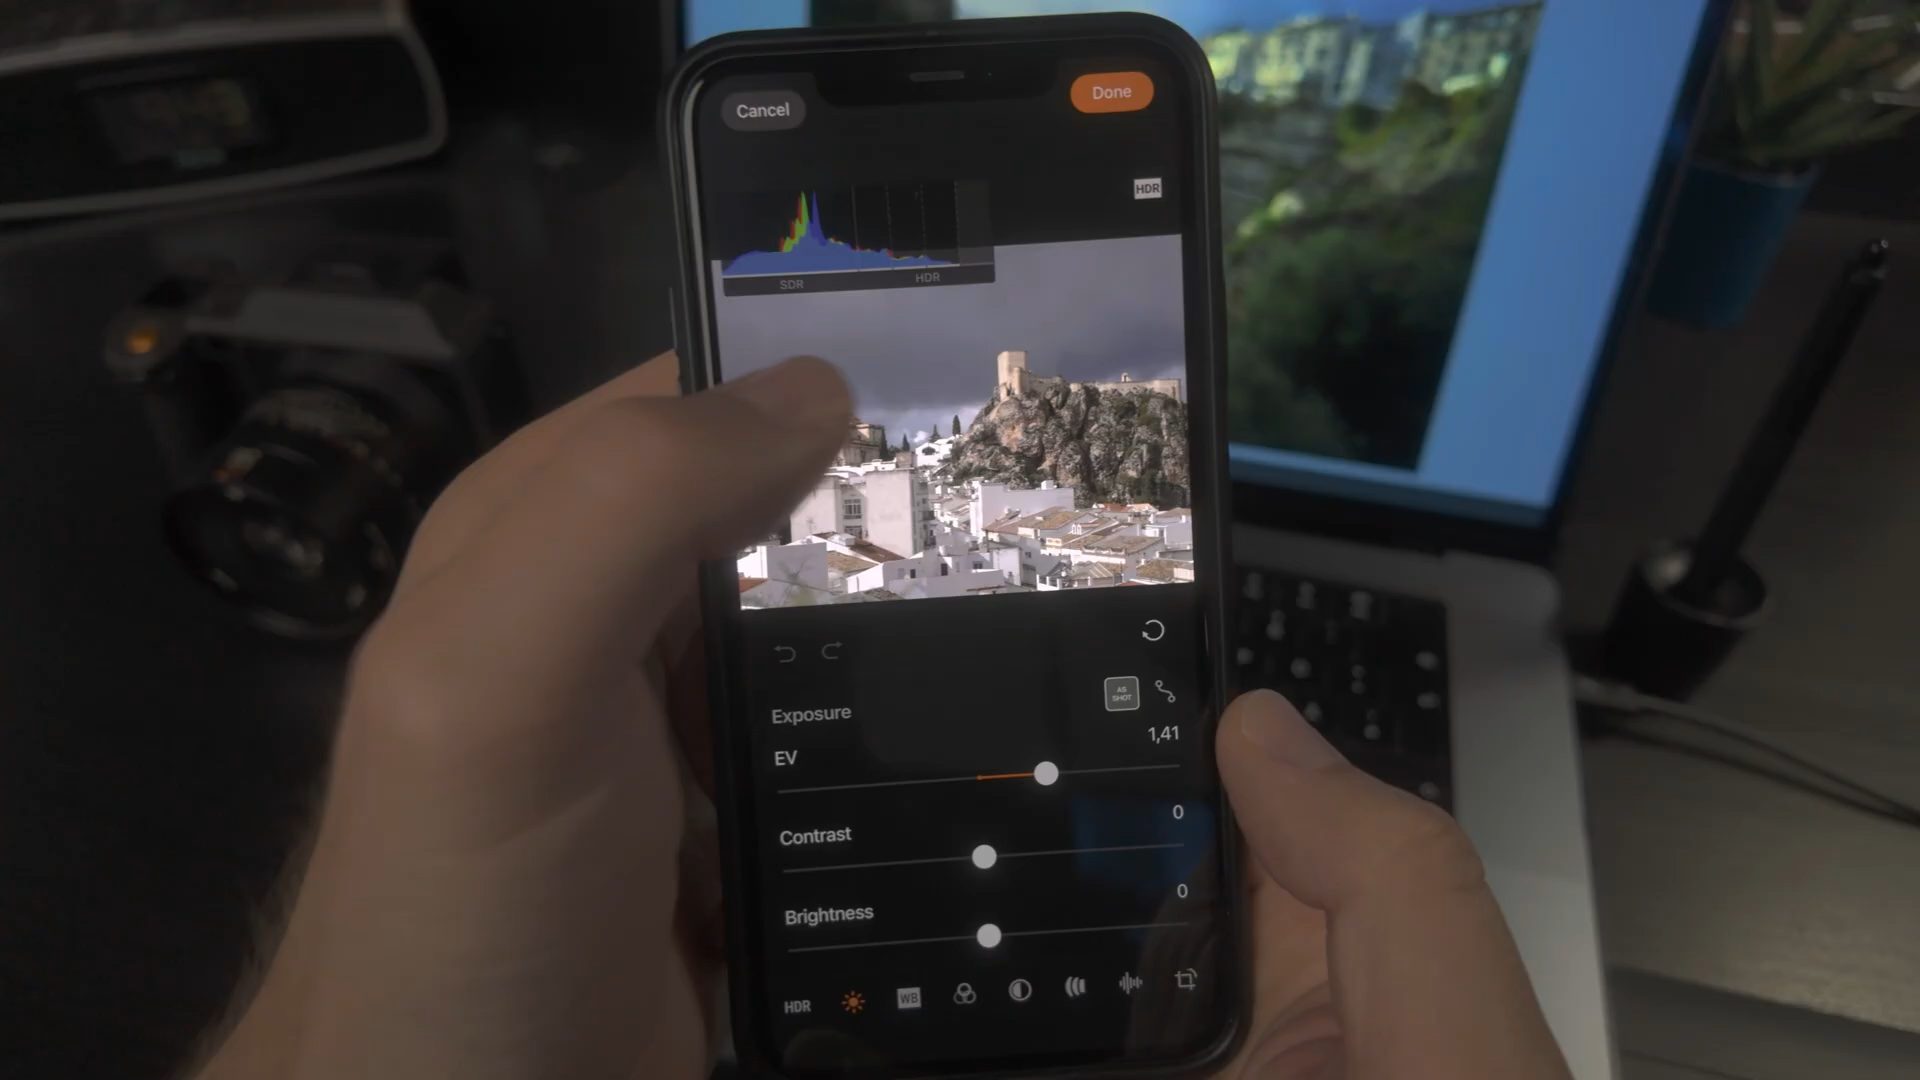 Cancel
Done
HDR
SDR
HDR
AS
SHOT
Exposure
1,41
EV
0
Contrast
0
Brightness
HDR
WB